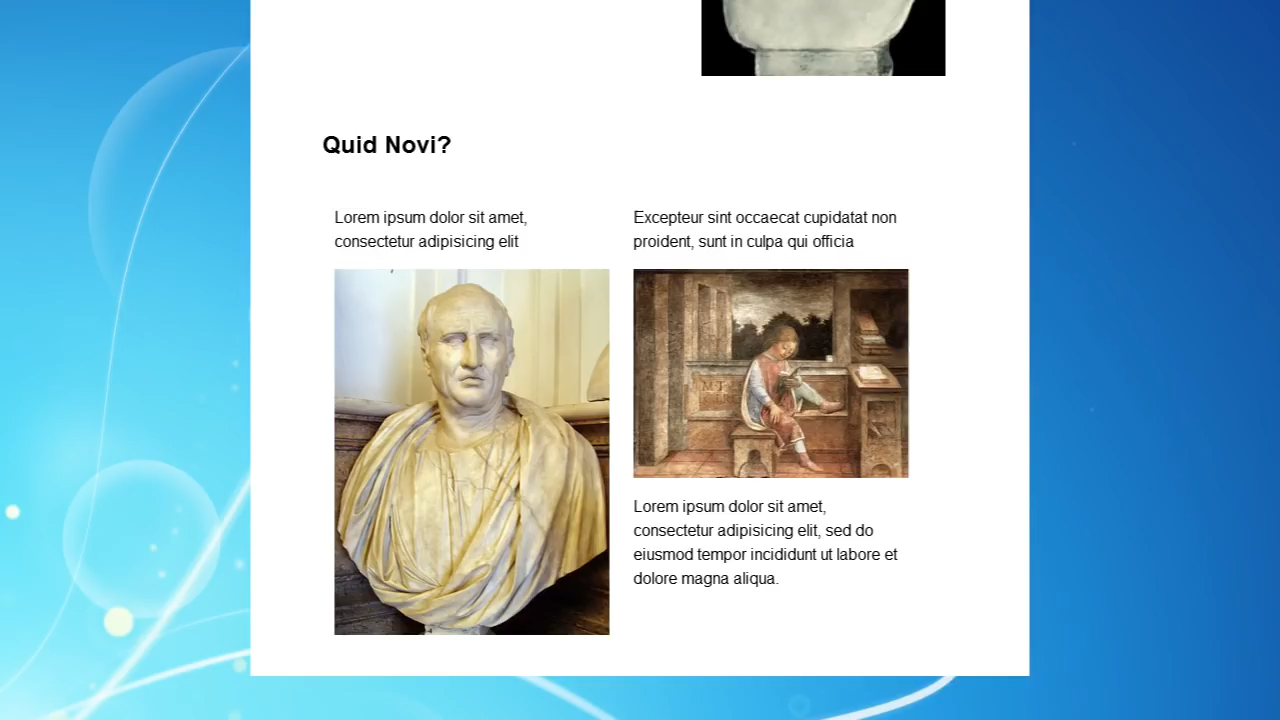 Quid Novi?
Lorem ipsum dolor sit amet,
consectetur adipisicing elit
Excepteur sint occaecat cupidatat non
proident, sunt in culpa qui officia
Lorem ipsum dolor sit amet,
consectetur adipisicing elit, sed do
eiusmod tempor incididunt ut labore et
dolore magna aliqua.